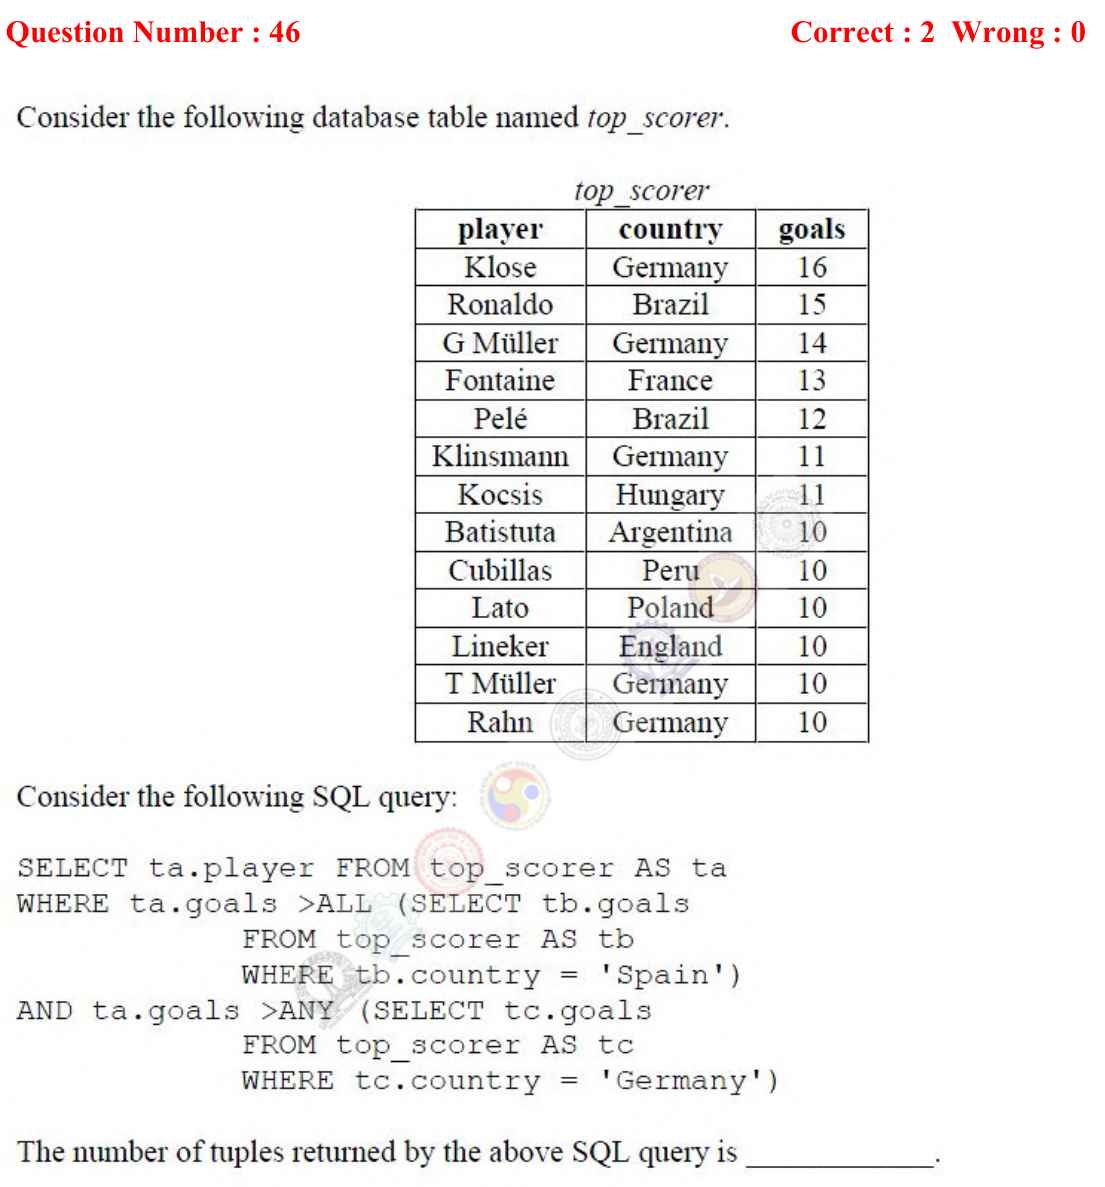 Question Number : 46 Correct : 2 Wrong : 0
Consider the following database table named top_scorer.
top_scorer
player country goals
Klose Germany 16
Ronaldo Brazil 15
G Müller Germany 14
Fontaine France 13
Pelé Brazil 12
Klinsmann Germany 11
Kocsis Hungary 11
Batistuta Argentina 10
Cubillas Peru 10
Lato Poland 10
Lineker England 10
T Müller Germany 10
Rahn Germany 10
Consider the following SQL query:
SELECT ta.player FROM top_scorer AS ta
WHERE ta.goals >ALL (SELECT tb.goals
FROM top_scorer AS tb
WHERE tb.country = 'Spain')
AND ta.goals >ANY (SELECT tc.goals
FROM top_scorer AS tc
WHERE tc.country = 'Germany')
The number of tuples returned by the above SQL query is ____________.